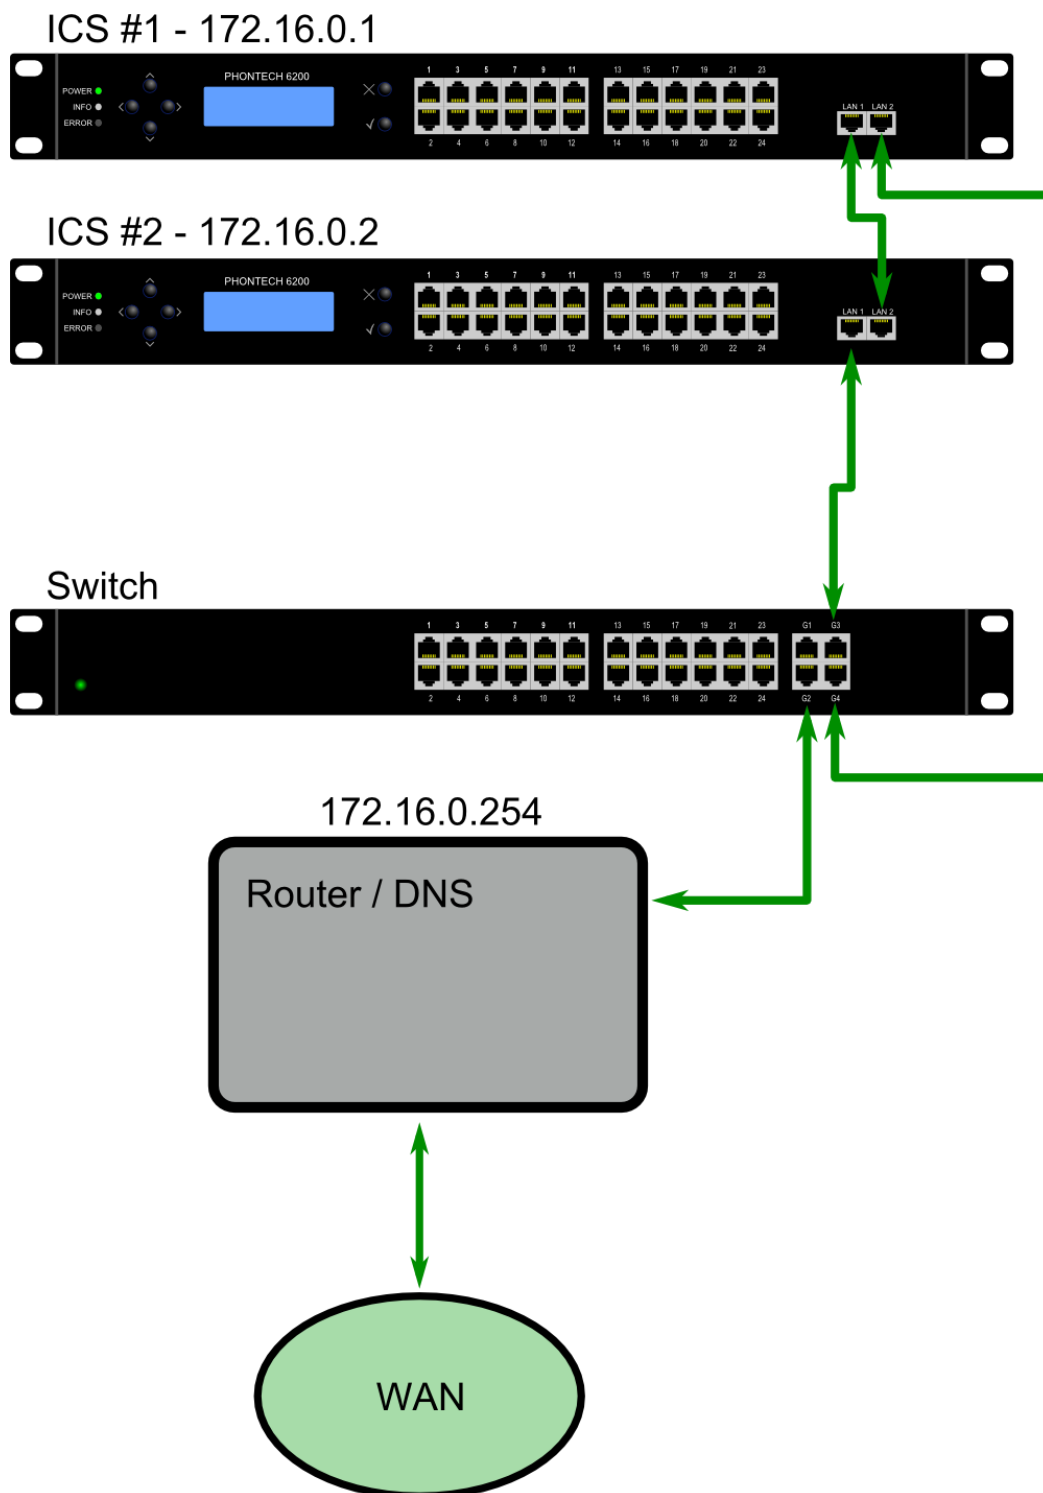 ICS #1 - 172.16.0.1
PHONTECH 6200
POWER
INFO
ERROR
1 3 5 7 9 11 13 15 17 19 21 23
LAN 1 LAN 2
2 4 6 8 10 12 14 16 18 20 22 24
ICS #2 - 172.16.0.2
PHONTECH 6200
POWER
INFO
ERROR
1 3 5 7 9 11 13 15 17 19 21 23
LAN 1 LAN 2
2 4 6 8 10 12 14 16 18 20 22 24
Switch
1 3 5 7 9 11 13 15 17 19 21 23 G1 G3
2 4 6 8 10 12 14 16 18 20 22 24 G2 G4
172.16.0.254
Router / DNS
WAN